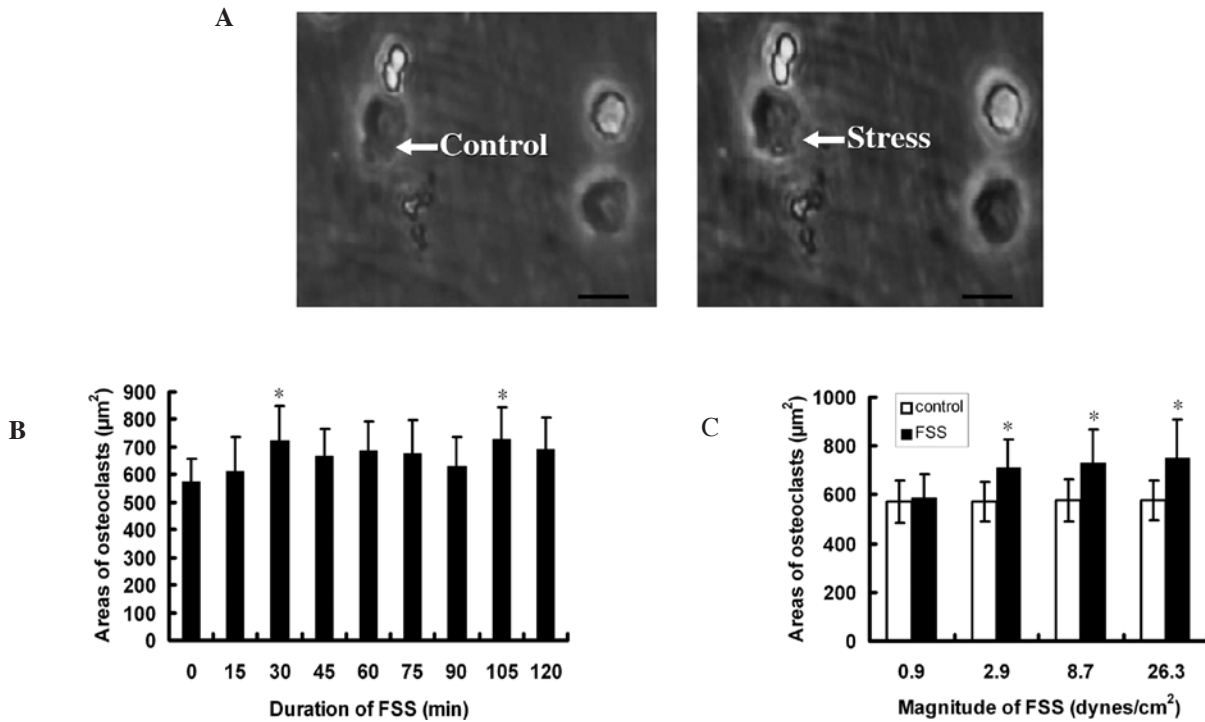 A
Control
Stress
B
Areas of osteoclasts (µm²)
900
800
700
600
500
400
300
200
100
0
* *
0 15 30 45 60 75 90 105 120
Duration of FSS (min)
C
Areas of osteoclasts (µm²)
1000
800
600
400
200
0
control
FSS
* * *
0.9 2.9 8.7 26.3
Magnitude of FSS (dynes/cm²)